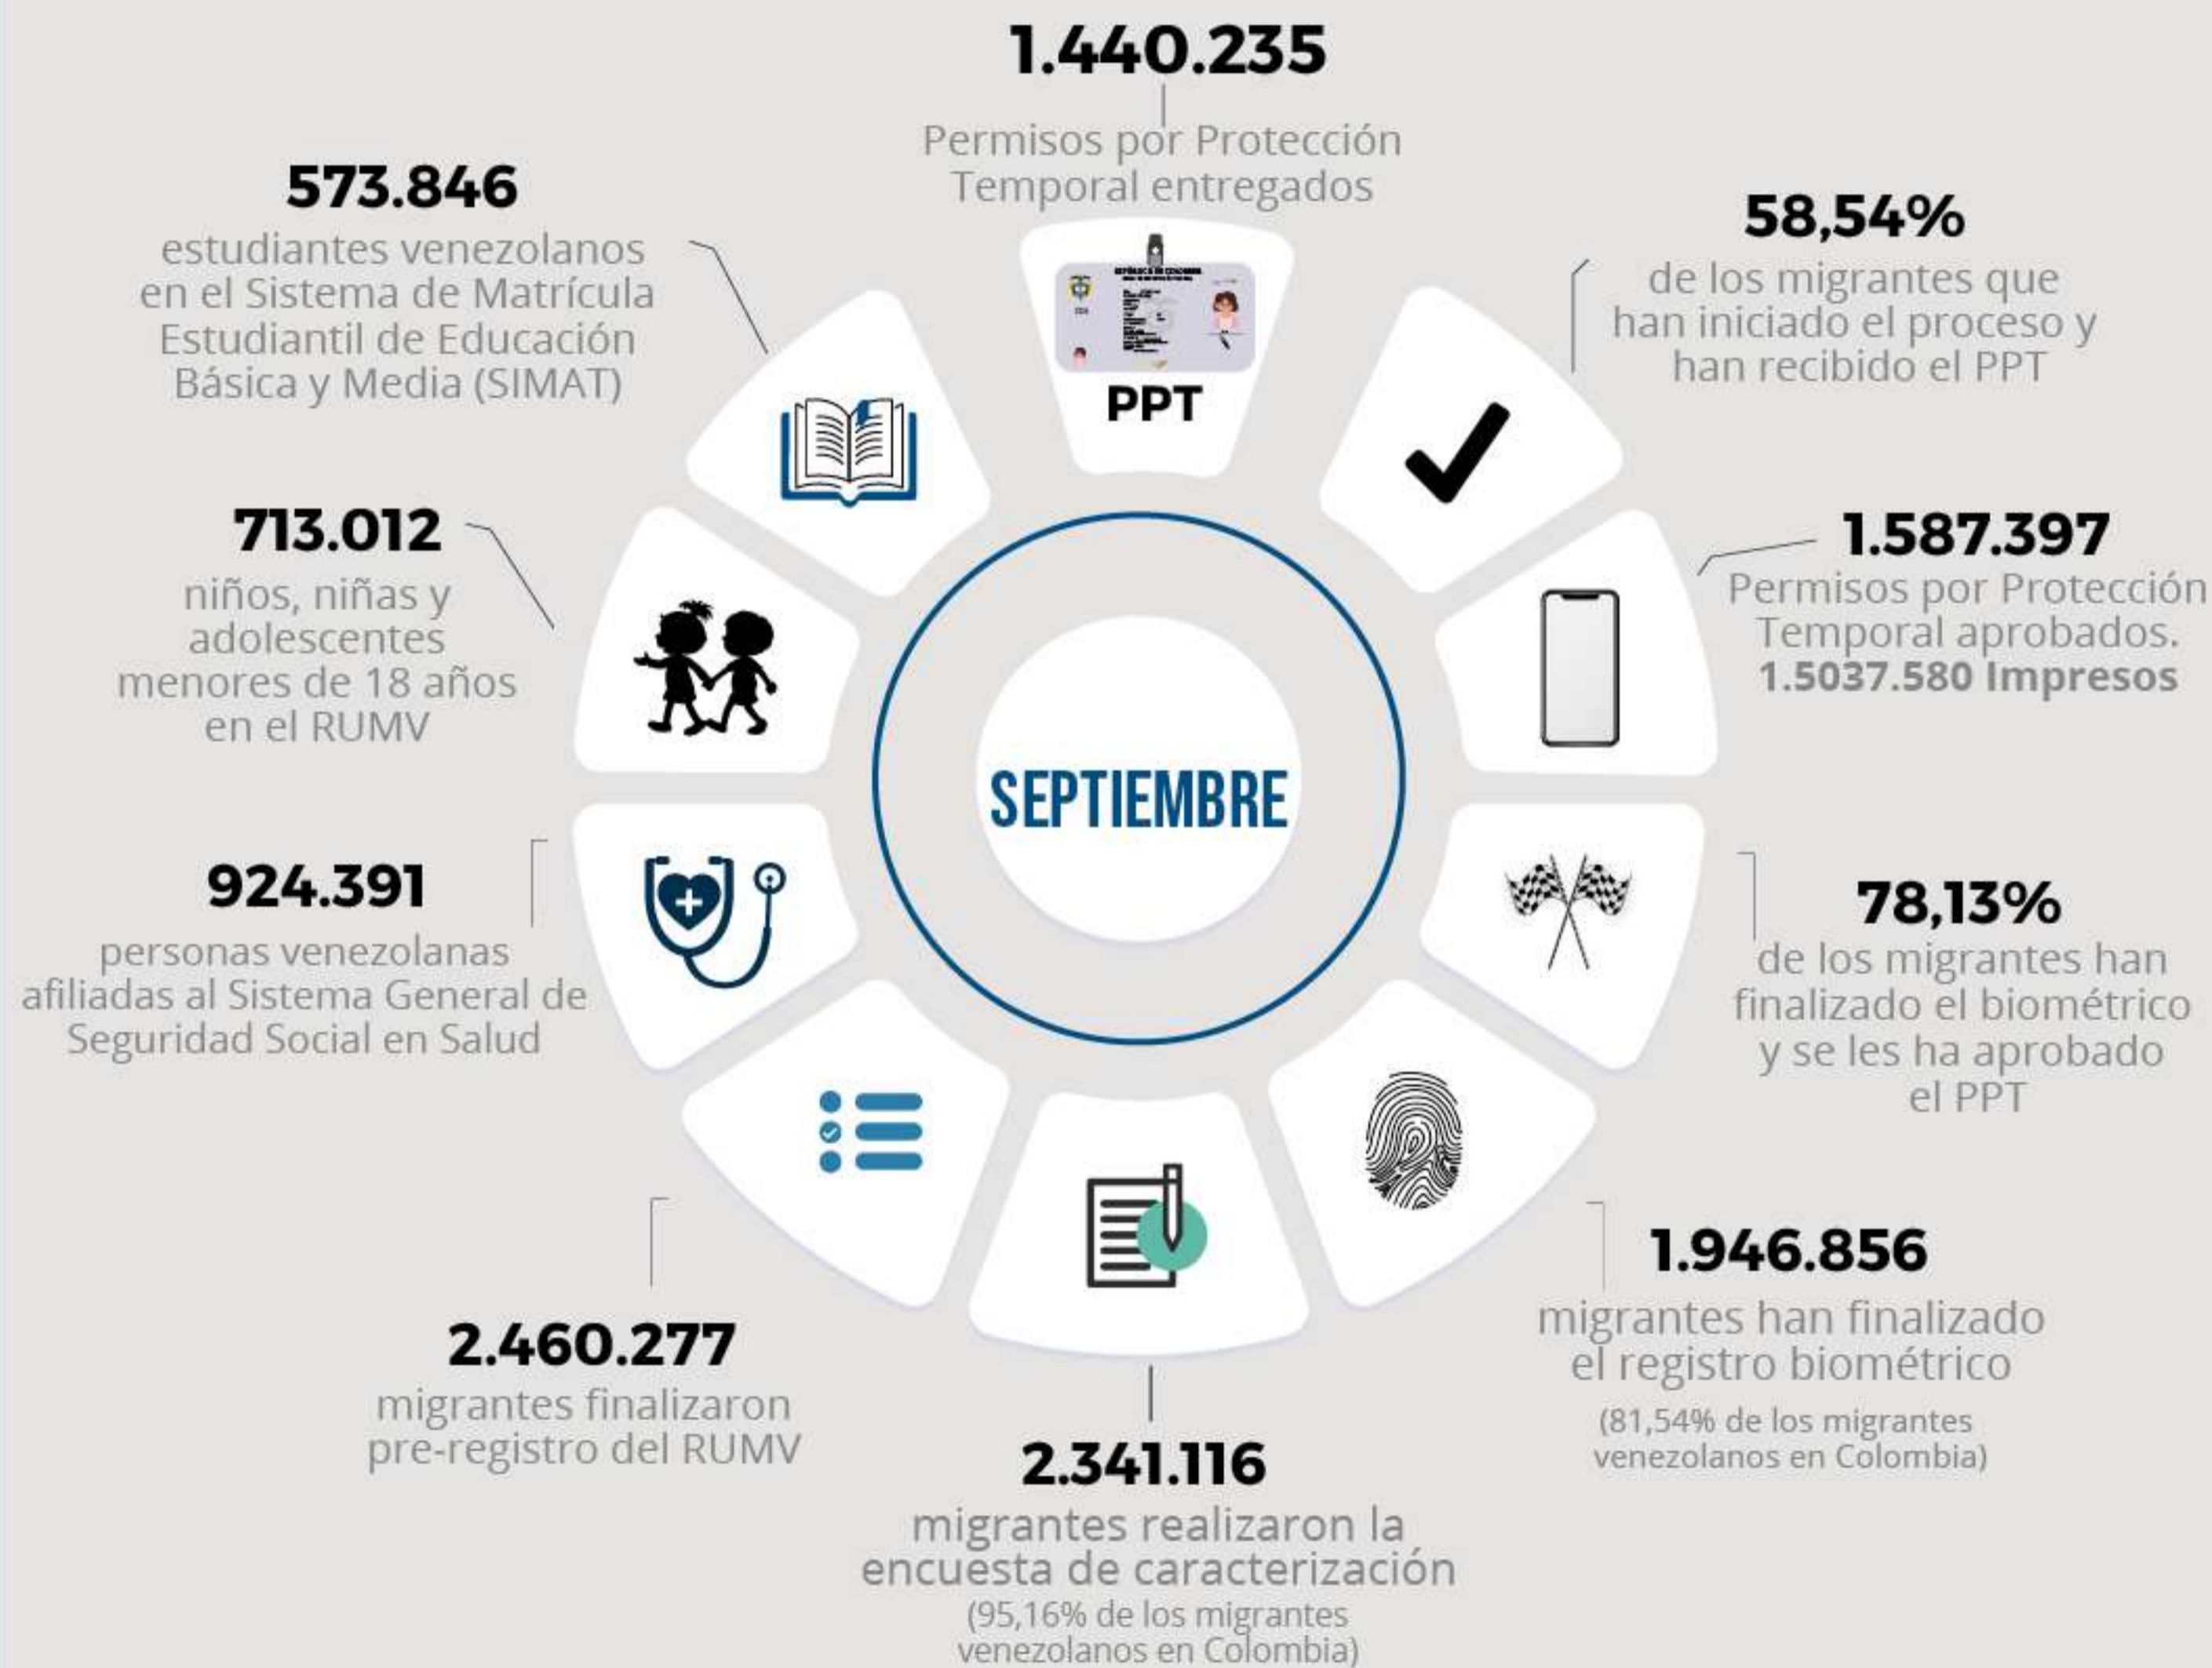 1.440.235
Permisos por Protección
Temporal entregados
PPT
58,54%
de los migrantes que
han iniciado el proceso y
han recibido el PPT
1.587.397
Permisos por Protección
Temporal aprobados.
1.5037.580 Impresos
78,13%
de los migrantes han
finalizado el biométrico
y se les ha aprobado
el PPT
1.946.856
migrantes han finalizado
el registro biométrico
(81,54% de los migrantes
venezolanos en Colombia)
2.341.116
migrantes realizaron la
encuesta de caracterización
(95,16% de los migrantes
venezolanos en Colombia)
2.460.277
migrantes finalizaron
pre-registro del RUMV
924.391
personas venezolanas
afiliadas al Sistema General de
Seguridad Social en Salud
713.012
niños, niñas y
adolescentes
menores de 18 años
en el RUMV
573.846
estudiantes venezolanos
en el Sistema de Matrícula
Estudiantil de Educación
Básica y Media (SIMAT)
SEPTIEMBRE